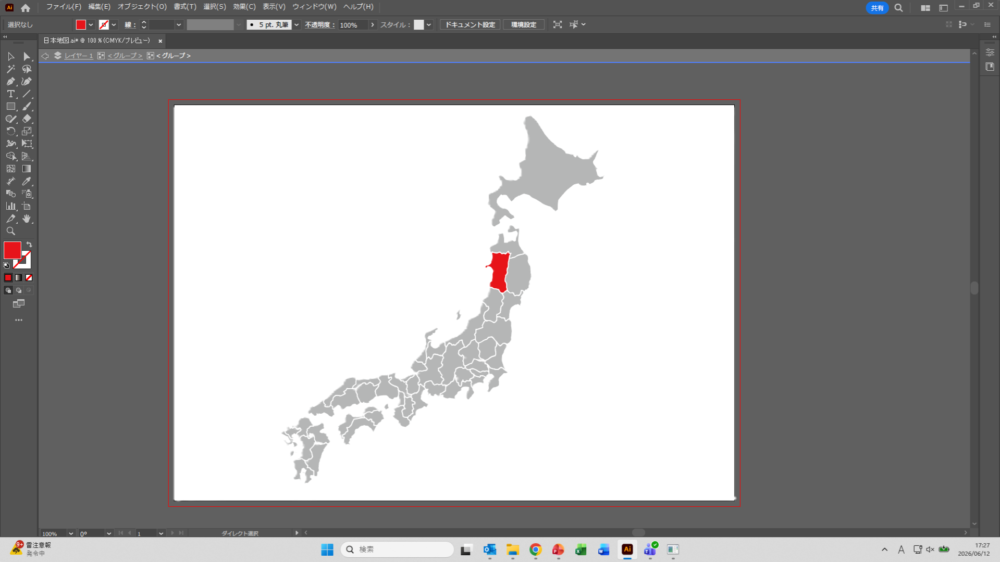 Ai ファイル(F) 編集(E) オブジェクト(O) 書式(T) 選択(S) 効果(C) 表示(V) ウィンドウ(W) ヘルプ(H) 共有
選択なし 線： 5 pt. 丸筆 不透明度： 100% スタイル： ドキュメント設定 環境設定
日本地図.ai* @ 100 % (CMYK/プレビュー) ×
レイヤー 1 <グループ> <グループ>
100% 0° 1 ダイレクト選択
9+ 雷注意報
発令中
検索
Ai
A
17:27
2026/06/12